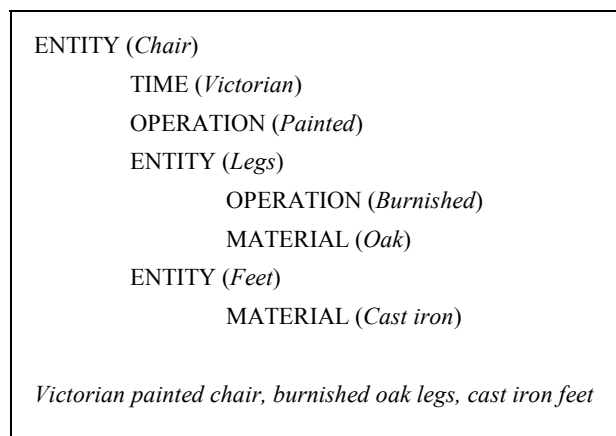 ENTITY (Chair)
TIME (Victorian)
OPERATION (Painted)
ENTITY (Legs)
OPERATION (Burnished)
MATERIAL (Oak)
ENTITY (Feet)
MATERIAL (Cast iron)
Victorian painted chair, burnished oak legs, cast iron feet